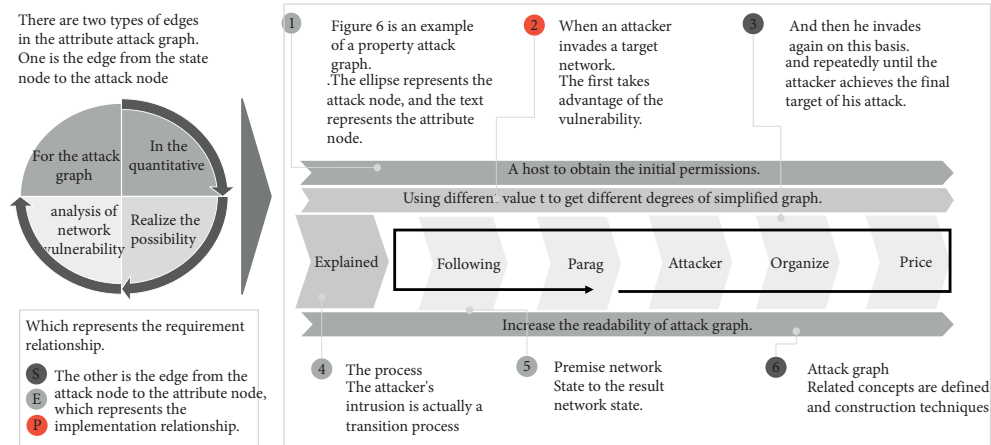 There are two types of edges
in the attribute attack graph.
One is the edge from the state
node to the attack node
For the attack
graph
In the
quantitative
analysis of
network
vulnerability
Realize the
possibility
Which represents the requirement
relationship.
S
E
P
The other is the edge from the
attack node to the attribute node,
which represents the
implementation relationship.
1
Figure 6 is an example
of a property attack
graph.
.The ellipse represents the
attack node, and the text
represents the attribute
node.
2
When an attacker
invades a target
network.
The first takes
advantage of the
vulnerability.
3
And then he invades
again on this basis.
and repeatedly until the
attacker achieves the final
target of his attack.
A host to obtain the initial permissions.
Using different value t to get different degrees of simplified graph.
Explained
Following
Parag
Attacker
Organize
Price
Increase the readability of attack graph.
4
The process
The attacker's
intrusion is actually a
transition process
5
Premise network
State to the result
network state.
6
Attack graph
Related concepts are defined
and construction techniques